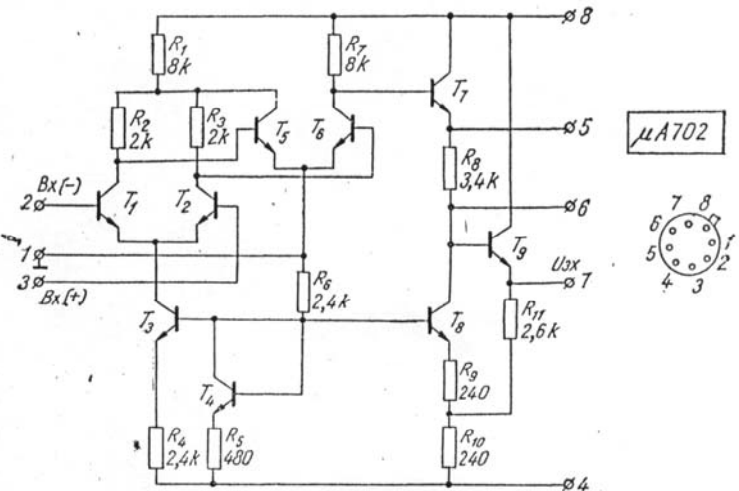 R₁
8k
R₇
8k
8
R₂
2k
R₃
2k
T₅
T₆
T₇
5
μA702
R₈
3,4k
2
Вх(-)
T₁
T₂
6
7 8
6 1
5 2
4 3
1
T₉
Uзх
7
3
Вх(+)
R₆
2,4k
R₁₁
2,6k
T₃
T₈
T₄
R₉
240
R₄
2,4k
R₅
480
R₁₀
240
4